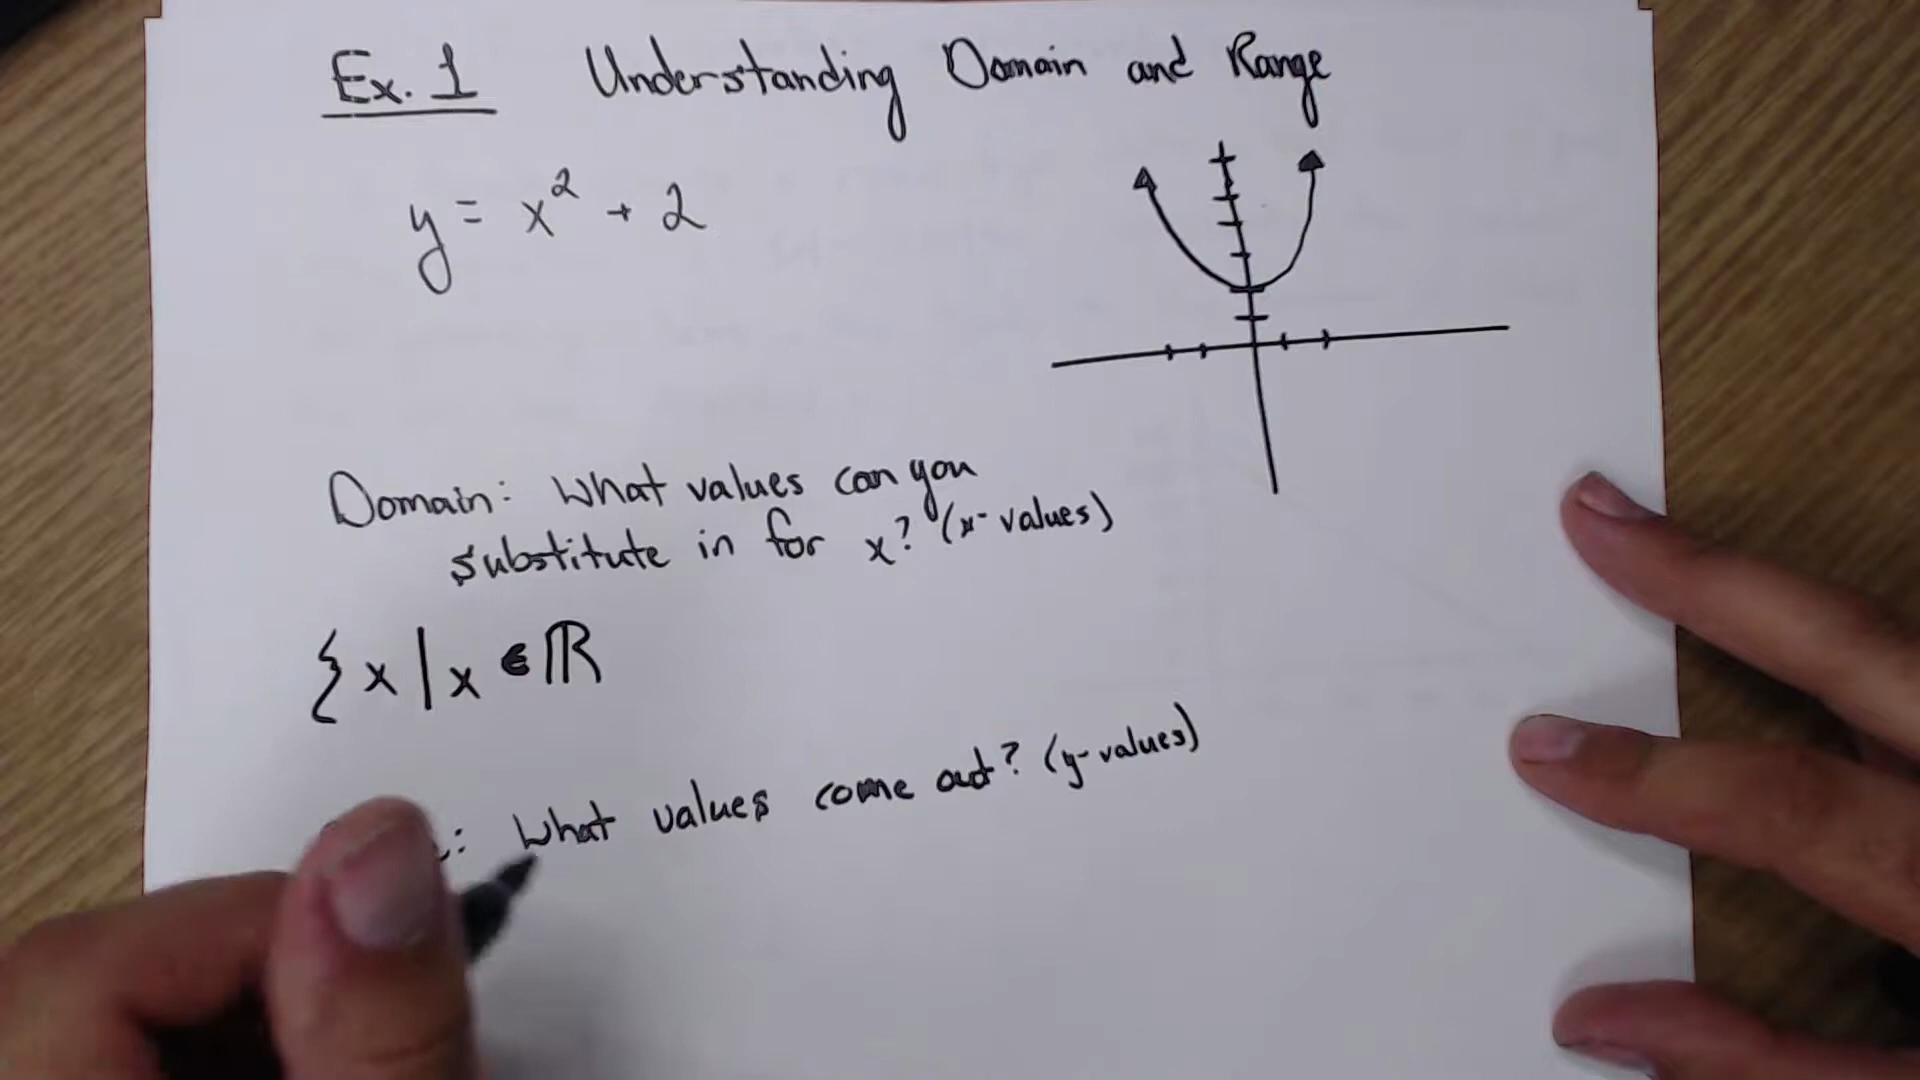 Ex. 1 Understanding Domain and Range
y = x² + 2
Domain: What values can you
substitute in for x? (x-values)
{x|x ∈ ℝ
: What values come out? (y-values)